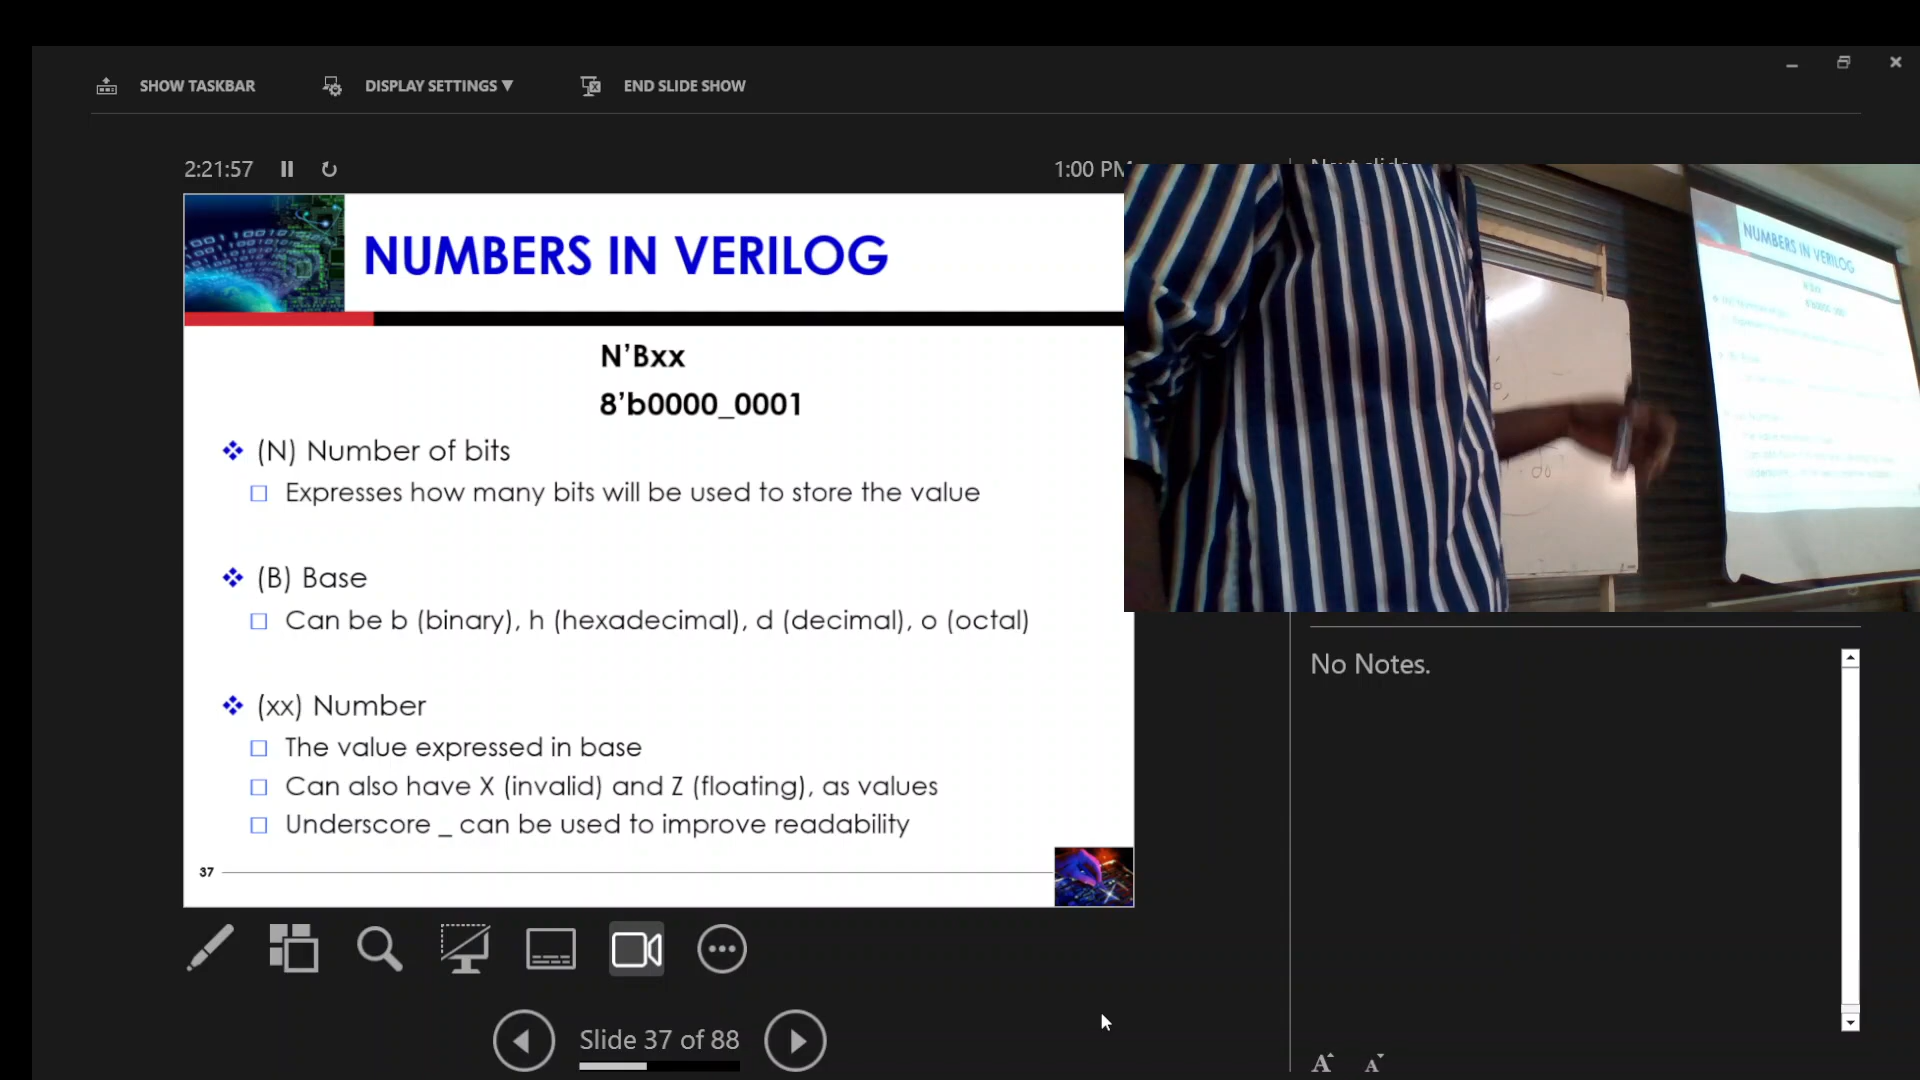 SHOW TASKBAR
DISPLAY SETTINGS ▼
END SLIDE SHOW
2:21:57
1:00 PM
Next slide
NUMBERS IN VERILOG
N'Bxx
8'b0000_0001
❖ (N) Number of bits
□ Expresses how many bits will be used to store the value
❖ (B) Base
□ Can be b (binary), h (hexadecimal), d (decimal), o (octal)
❖ (xx) Number
□ The value expressed in base
□ Can also have X (invalid) and Z (floating), as values
□ Underscore _ can be used to improve readability
37
Slide 37 of 88
NUMBERS IN VERILOG
No Notes.
A A